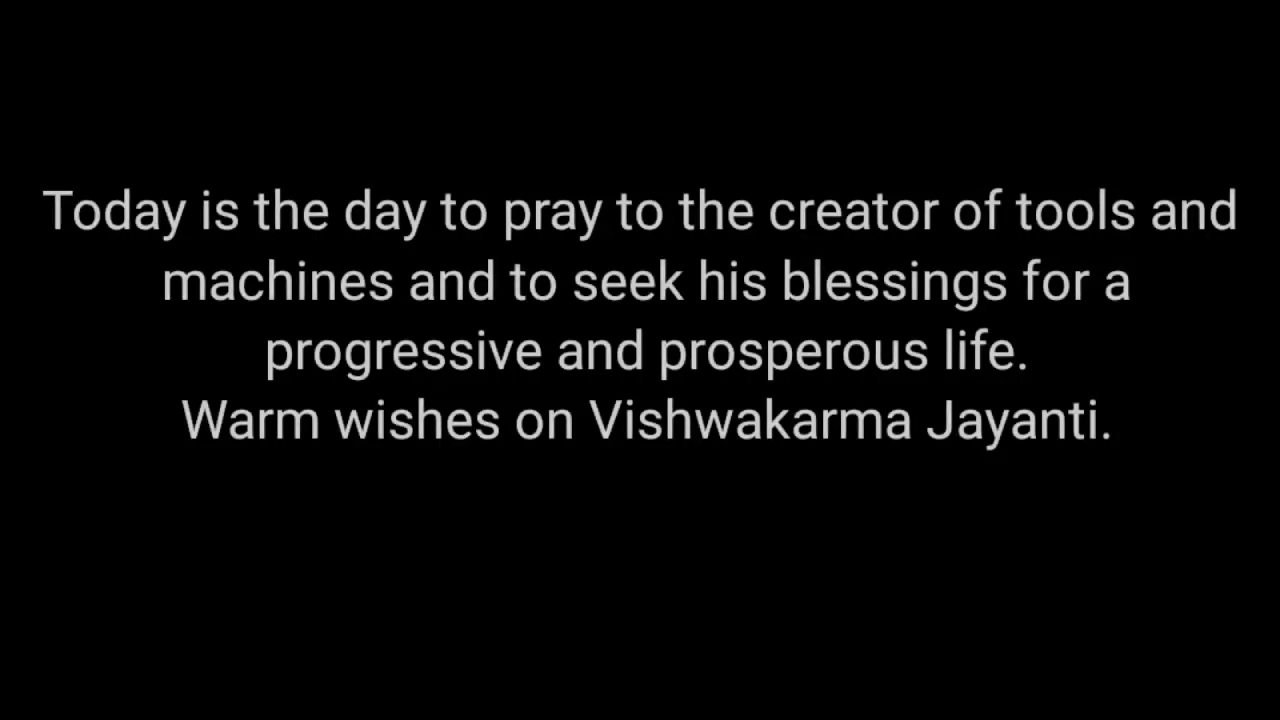 Today is the day to pray to the creator of tools and
machines and to seek his blessings for a
progressive and prosperous life.
Warm wishes on Vishwakarma Jayanti.